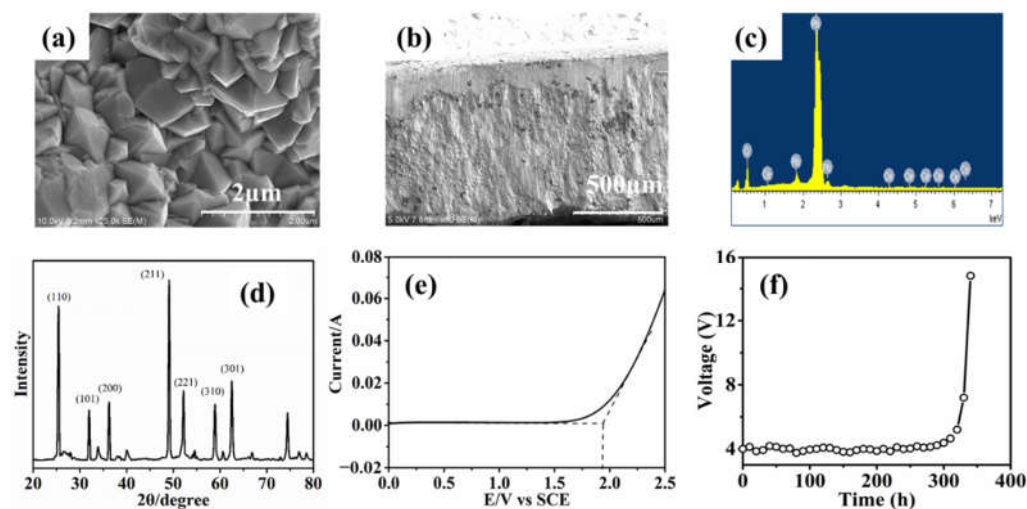 (a)
2μm
2.00um
(b)
500μm
500um
(c)
1 2 3 4 5 6 7
keV
(d)
(110)
(101)
(200)
(211)
(221)
(310)
(301)
Intensity
20 30 40 50 60 70 80
2θ/degree
(e)
Current/A
0.08
0.06
0.04
0.02
0.00
−0.02
0.0 0.5 1.0 1.5 2.0 2.5
E/V vs SCE
(f)
Voltage (V)
16
12
8
4
0 100 200 300 400
Time (h)